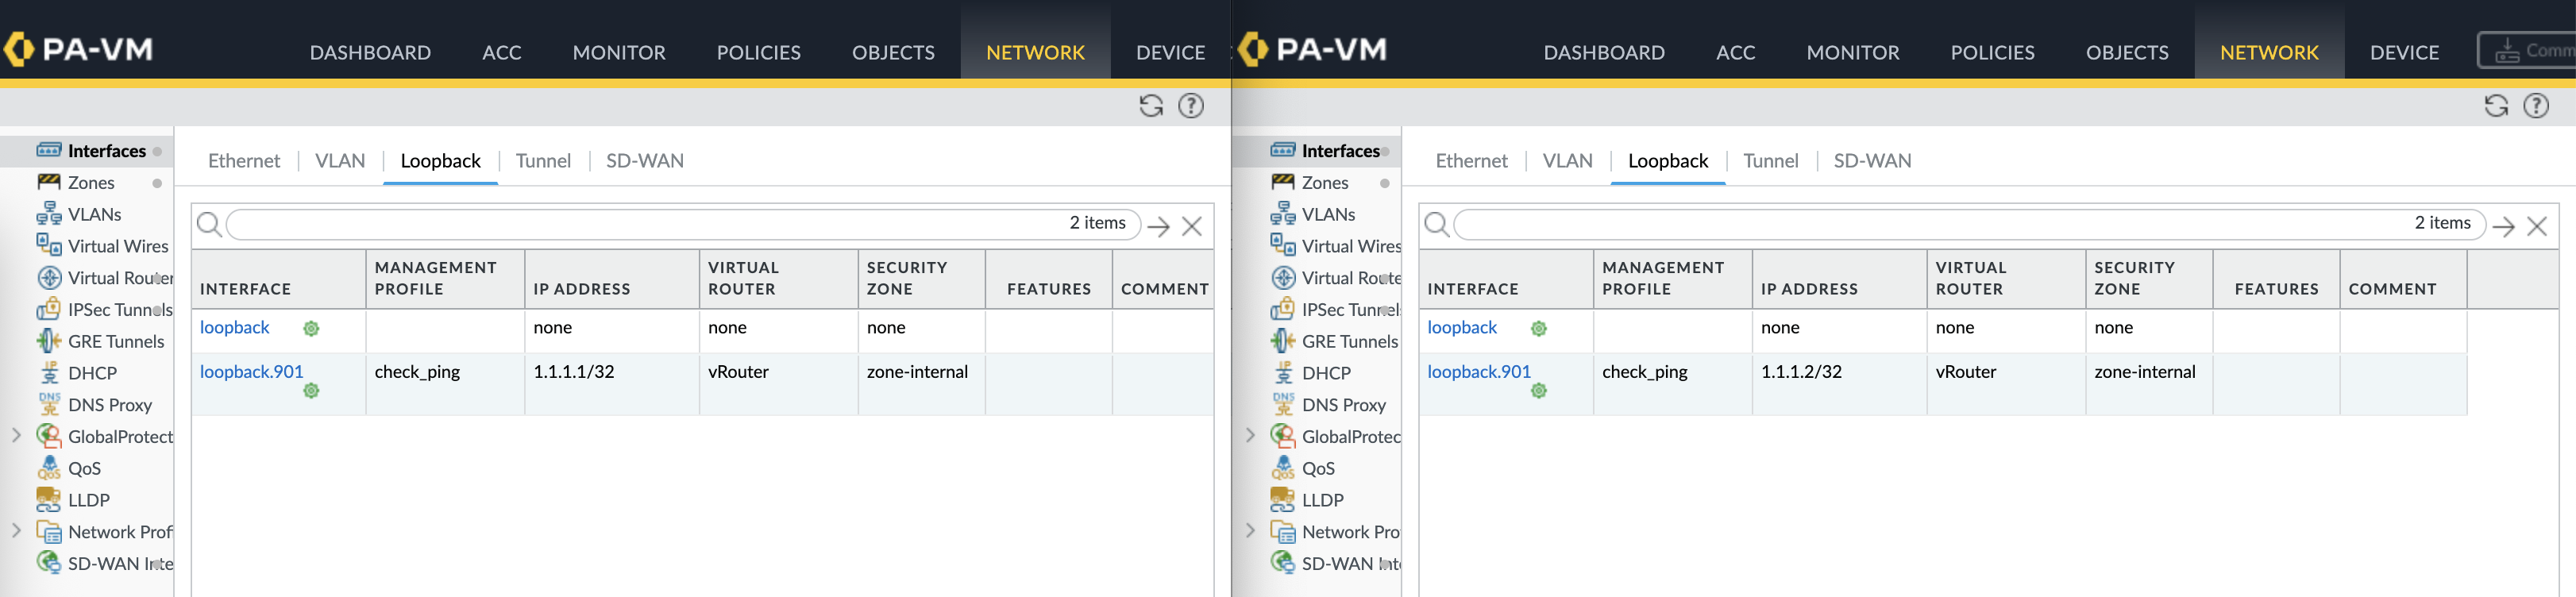 PA-VM DASHBOARD ACC MONITOR POLICIES OBJECTS NETWORK DEVICE
Interfaces
Zones
VLANs
Virtual Wires
Virtual Router
IPSec Tunnels
GRE Tunnels
DHCP
DNS Proxy
GlobalProtect
QoS
LLDP
Network Prof
SD-WAN Inte
Ethernet VLAN Loopback Tunnel SD-WAN
2 items
INTERFACE MANAGEMENT PROFILE IP ADDRESS VIRTUAL ROUTER SECURITY ZONE FEATURES COMMENT
loopback none none none
loopback.901 check_ping 1.1.1.1/32 vRouter zone-internal
PA-VM DASHBOARD ACC MONITOR POLICIES OBJECTS NETWORK DEVICE Comm
Interfaces
Zones
VLANs
Virtual Wires
Virtual Route
IPSec Tunnels
GRE Tunnels
DHCP
DNS Proxy
GlobalProtec
QoS
LLDP
Network Pro
SD-WAN Inte
Ethernet VLAN Loopback Tunnel SD-WAN
2 items
INTERFACE MANAGEMENT PROFILE IP ADDRESS VIRTUAL ROUTER SECURITY ZONE FEATURES COMMENT
loopback none none none
loopback.901 check_ping 1.1.1.2/32 vRouter zone-internal